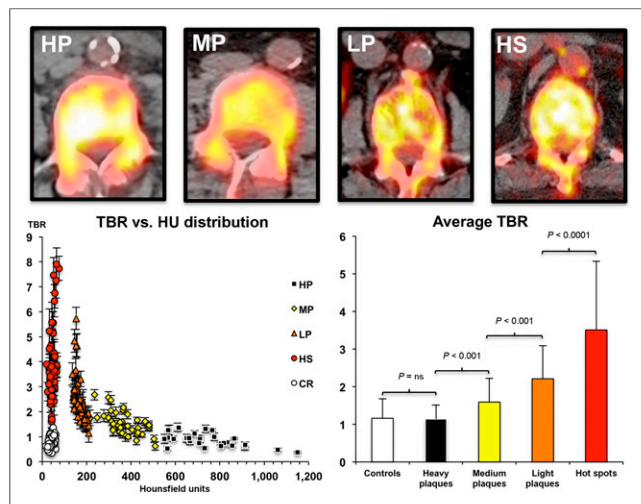 HP MP LP HS
TBR vs. HU distribution
TBR
9
8
7
6
5
4
3
2
1
0
0 200 400 600 800 1,000 1,200
Hounsfield units
HP
MP
LP
HS
CR
Average TBR
6
5
4
3
2
1
0
P = ns
P < 0.001
P < 0.001
P < 0.0001
Controls Heavy plaques Medium plaques Light plaques Hot spots